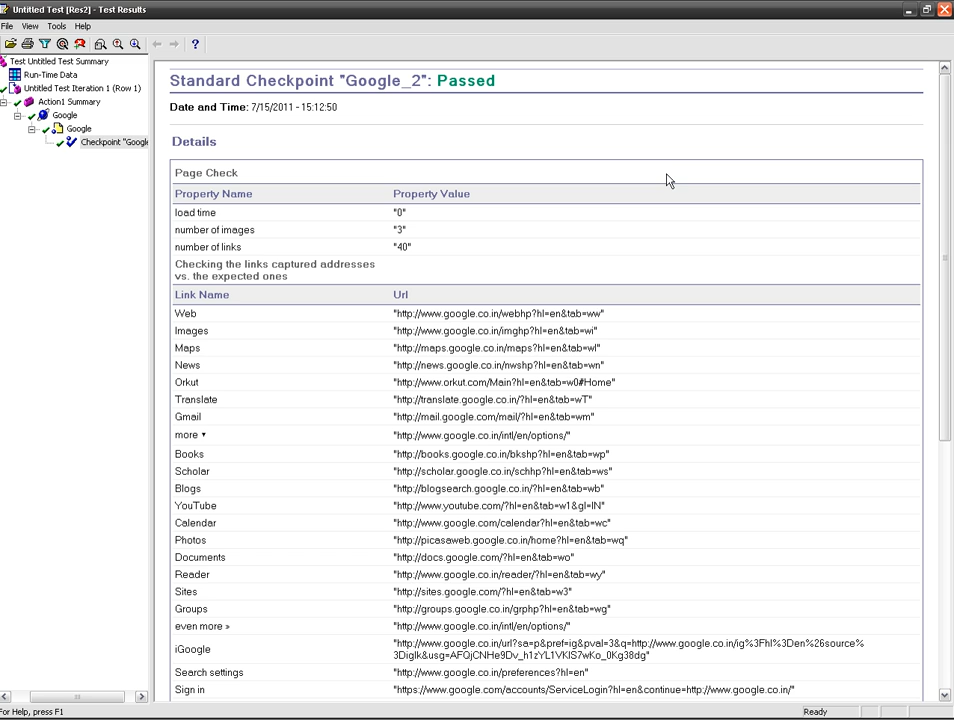 Untitled Test [Res2] - Test Results
File View Tools Help
Test Untitled Test Summary
Run-Time Data
Untitled Test Iteration 1 (Row 1)
Action1 Summary
Google
Google
Checkpoint "Google
Standard Checkpoint "Google_2": Passed
Date and Time: 7/15/2011 - 15:12:50
Details
Page Check
Property Name Property Value
load time "0"
number of images "3"
number of links "40"
Checking the links captured addresses
vs. the expected ones
Link Name Url
Web "http://www.google.co.in/webhp?hl=en&tab=ww"
Images "http://www.google.co.in/imghp?hl=en&tab=wi"
Maps "http://maps.google.co.in/maps?hl=en&tab=wl"
News "http://news.google.co.in/nwshp?hl=en&tab=wn"
Orkut "http://www.orkut.com/Main?hl=en&tab=w0#Home"
Translate "http://translate.google.co.in/?hl=en&tab=wT"
Gmail "http://mail.google.com/mail/?hl=en&tab=wm"
more ▾ "http://www.google.co.in/intl/en/options/"
Books "http://books.google.co.in/bkshp?hl=en&tab=wp"
Scholar "http://scholar.google.co.in/schhp?hl=en&tab=ws"
Blogs "http://blogsearch.google.co.in/?hl=en&tab=wb"
YouTube "http://www.youtube.com/?hl=en&tab=w1&gl=IN"
Calendar "http://www.google.com/calendar?hl=en&tab=wc"
Photos "http://picasaweb.google.co.in/home?hl=en&tab=wq"
Documents "http://docs.google.com/?hl=en&tab=wo"
Reader "http://www.google.co.in/reader/?hl=en&tab=wy"
Sites "http://sites.google.com/?hl=en&tab=w3"
Groups "http://groups.google.co.in/grphp?hl=en&tab=wg"
even more » "http://www.google.co.in/intl/en/options/"
iGoogle "http://www.google.co.in/url?sa=p&pref=ig&pval=3&q=http://www.google.co.in/ig%3Fhl%3Den%26source%
Search settings "http://www.google.co.in/preferences?hl=en"
Sign in "https://www.google.com/accounts/ServiceLogin?hl=en&continue=http://www.google.co.in/"
For Help, press F1 Ready